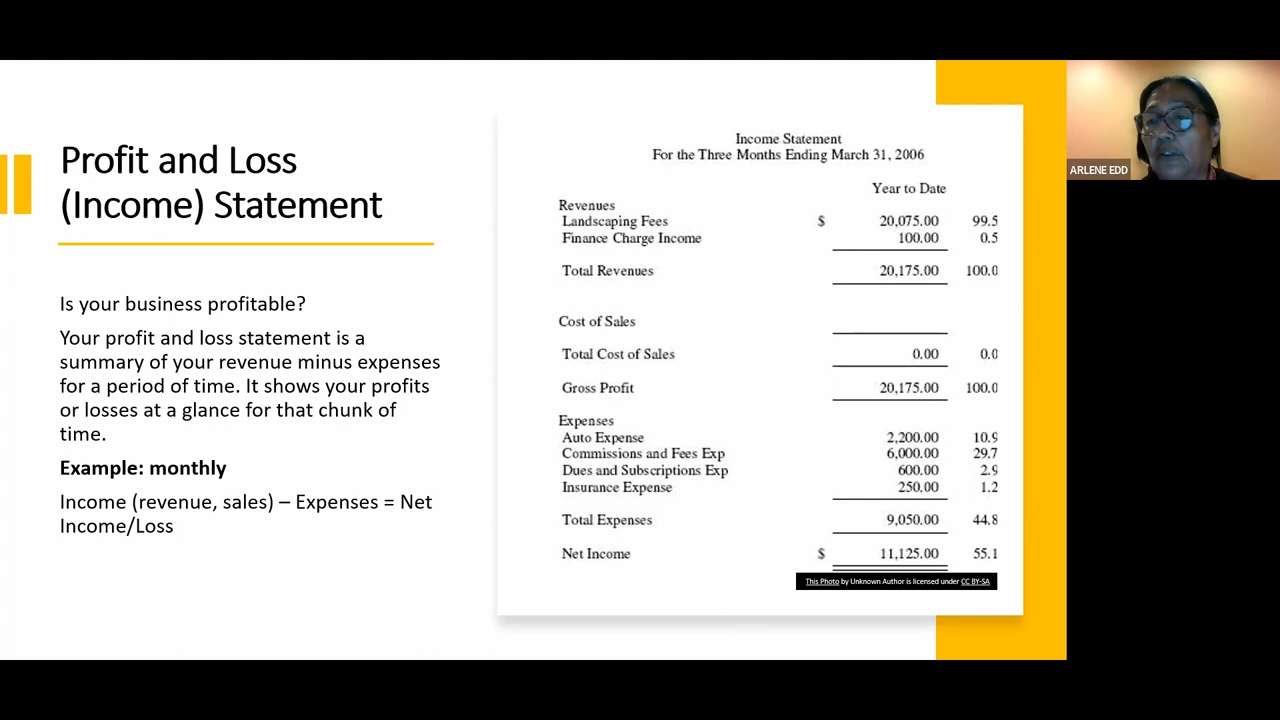 Profit and Loss
(Income) Statement
Is your business profitable?
Your profit and loss statement is a
summary of your revenue minus expenses
for a period of time. It shows your profits
or losses at a glance for that chunk of
time.
Example: monthly
Income (revenue, sales) – Expenses = Net
Income/Loss
Income Statement
For the Three Months Ending March 31, 2006
Year to Date
Revenues
Landscaping Fees $ 20,075.00 99.5
Finance Charge Income 100.00 0.5
Total Revenues 20,175.00 100.0
Cost of Sales
Total Cost of Sales 0.00 0.0
Gross Profit 20,175.00 100.0
Expenses
Auto Expense 2,200.00 10.9
Commissions and Fees Exp 6,000.00 29.7
Dues and Subscriptions Exp 600.00 2.9
Insurance Expense 250.00 1.2
Total Expenses 9,050.00 44.8
Net Income $ 11,125.00 55.1
This Photo by Unknown Author is licensed under CC BY-SA
ARLENE EDD